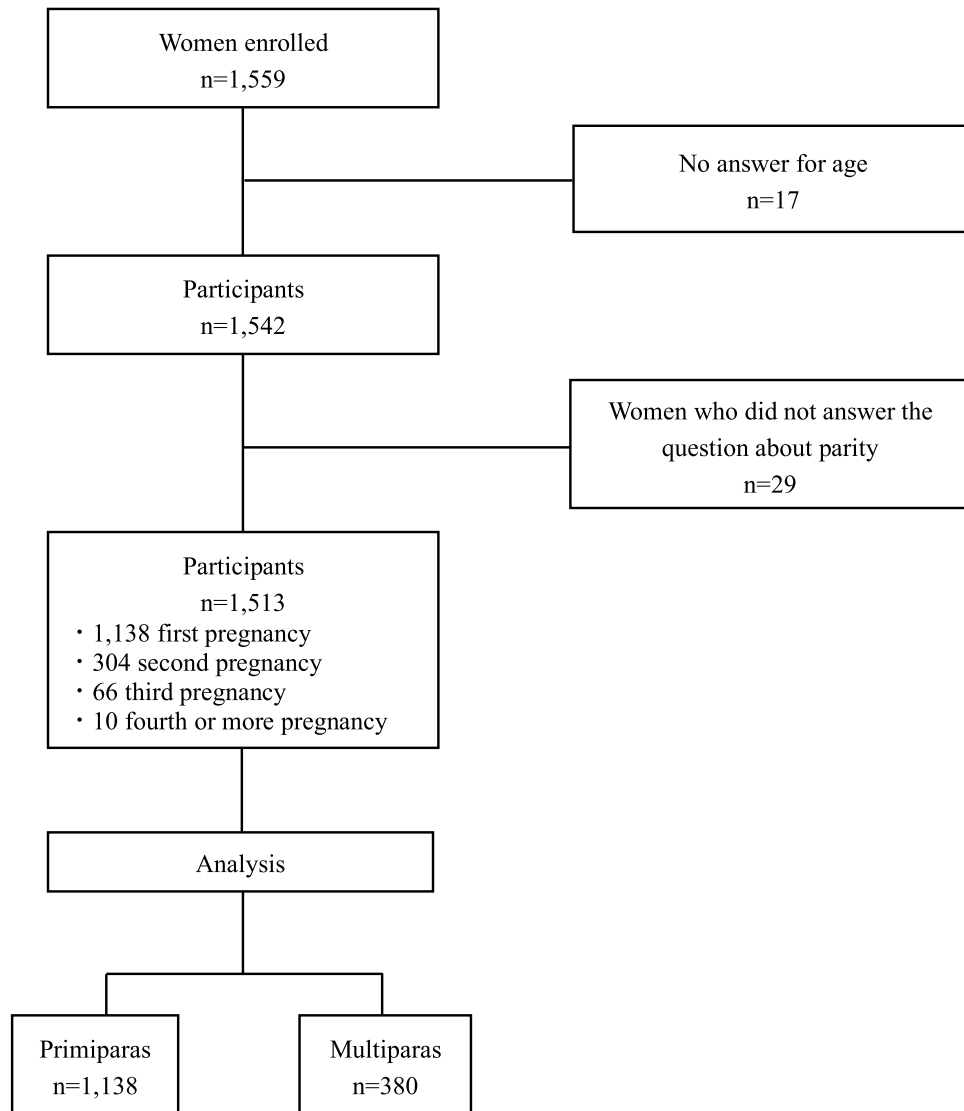 Women enrolled
n=1,559
No answer for age
n=17
Participants
n=1,542
Women who did not answer the
question about parity
n=29
Participants
n=1,513
・1,138 first pregnancy
・304 second pregnancy
・66 third pregnancy
・10 fourth or more pregnancy
Analysis
Primiparas
n=1,138
Multiparas
n=380